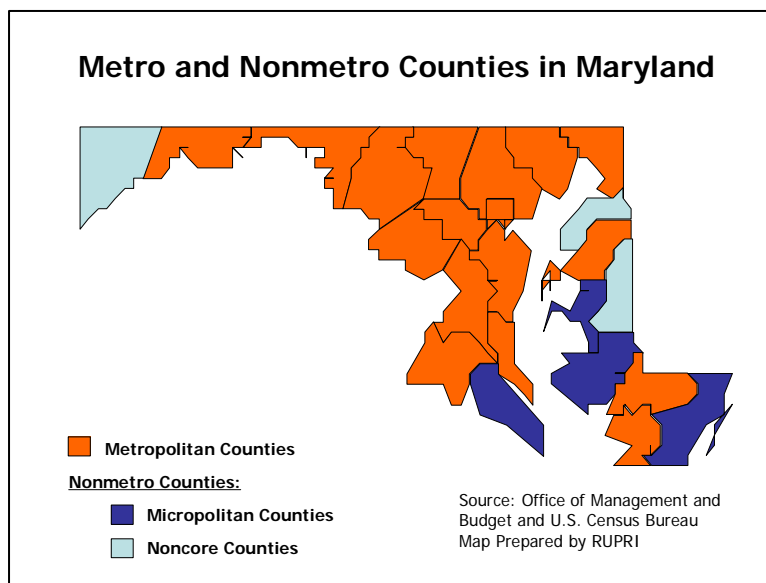 Metro and Nonmetro Counties in Maryland
Metropolitan Counties
Nonmetro Counties:
Micropolitan Counties
Noncore Counties
Source: Office of Management and
Budget and U.S. Census Bureau
Map Prepared by RUPRI